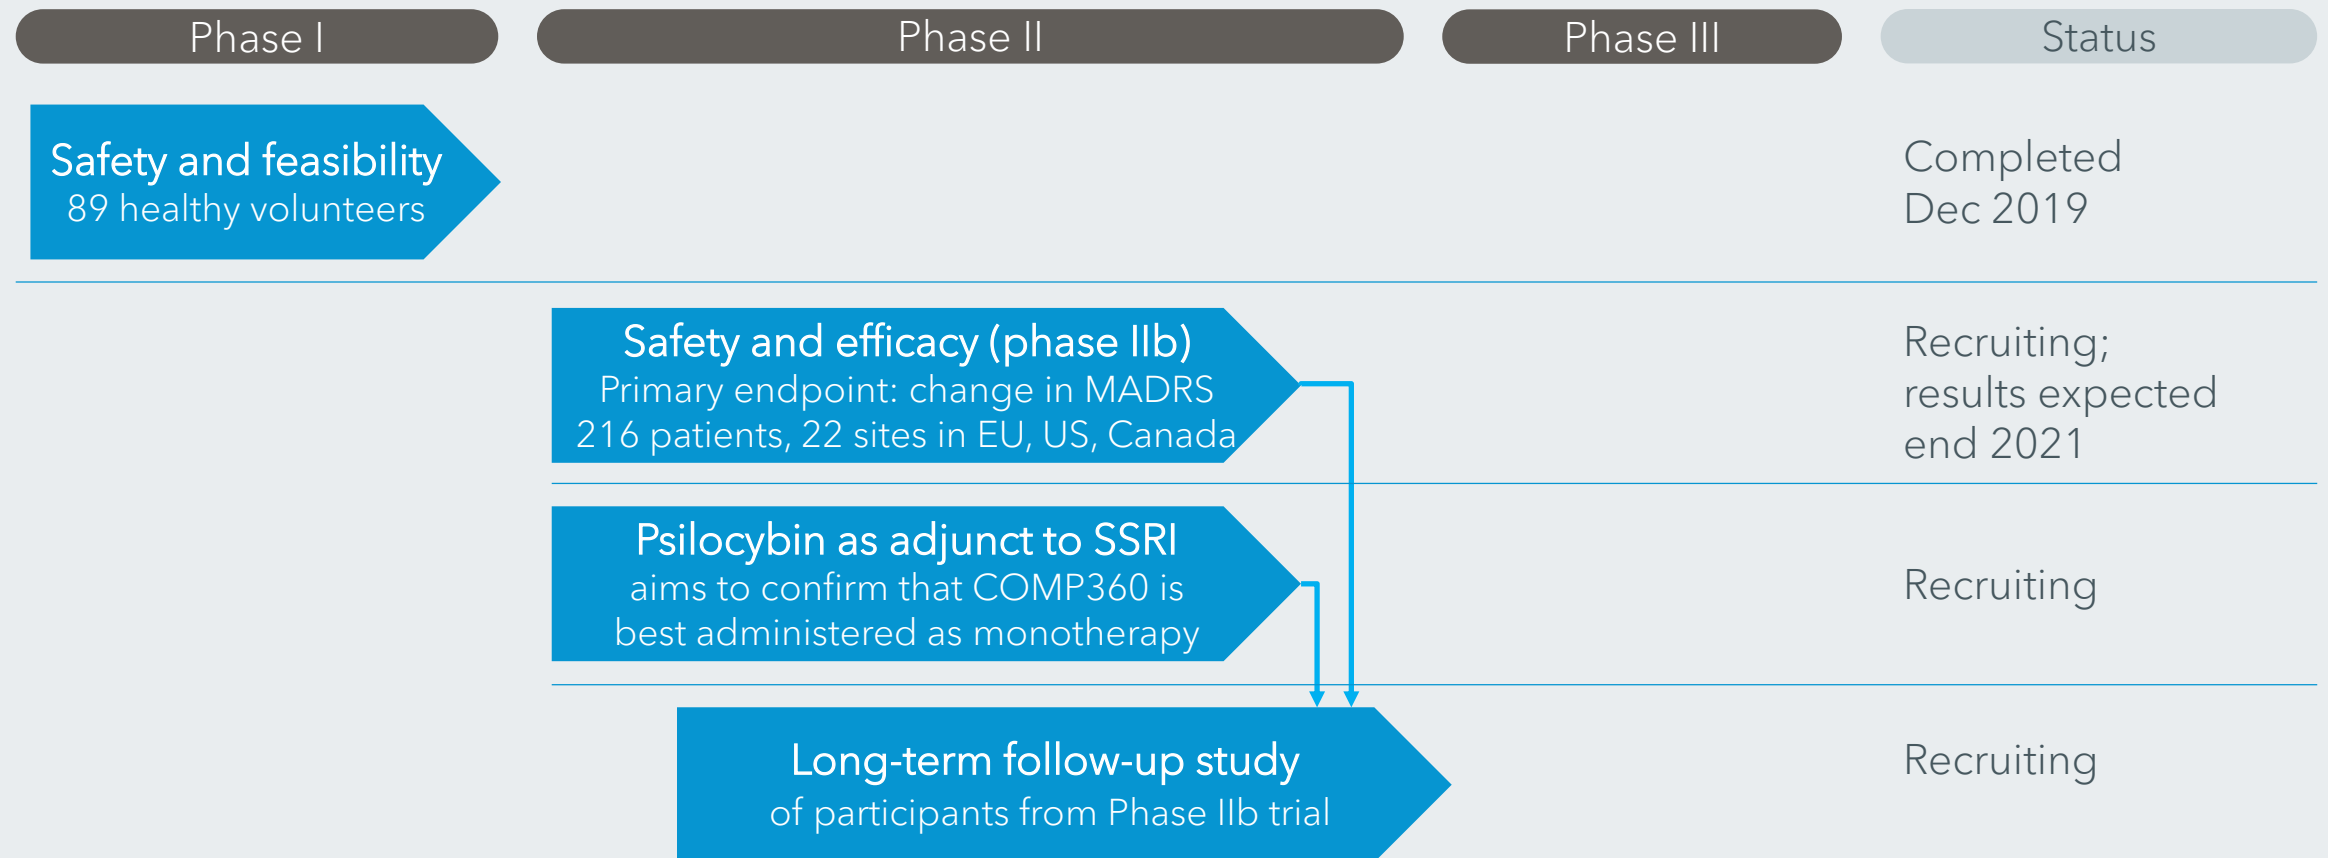 Phase I
Phase II
Phase III
Status
Safety and feasibility
89 healthy volunteers
Completed
Dec 2019
Safety and efficacy (phase IIb)
Primary endpoint: change in MADRS
216 patients, 22 sites in EU, US, Canada
Recruiting;
results expected
end 2021
Psilocybin as adjunct to SSRI
aims to confirm that COMP360 is
best administered as monotherapy
Recruiting
Long-term follow-up study
of participants from Phase IIb trial
Recruiting